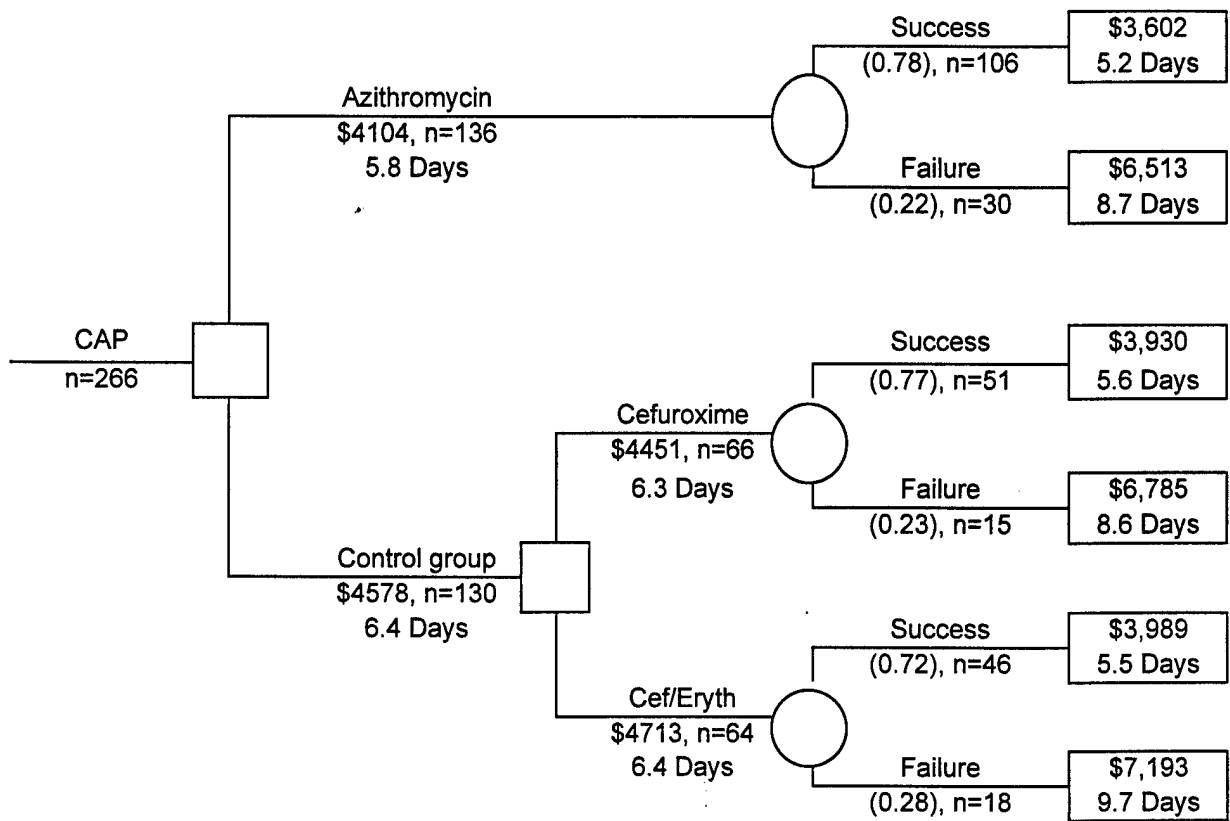 Success
(0.78), n=106
$3,602
5.2 Days
Azithromycin
$4104, n=136
5.8 Days
Failure
(0.22), n=30
$6,513
8.7 Days
CAP
n=266
Success
(0.77), n=51
$3,930
5.6 Days
Cefuroxime
$4451, n=66
6.3 Days
Failure
(0.23), n=15
$6,785
8.6 Days
Control group
$4578, n=130
6.4 Days
Success
(0.72), n=46
$3,989
5.5 Days
Cef/Eryth
$4713, n=64
6.4 Days
Failure
(0.28), n=18
$7,193
9.7 Days